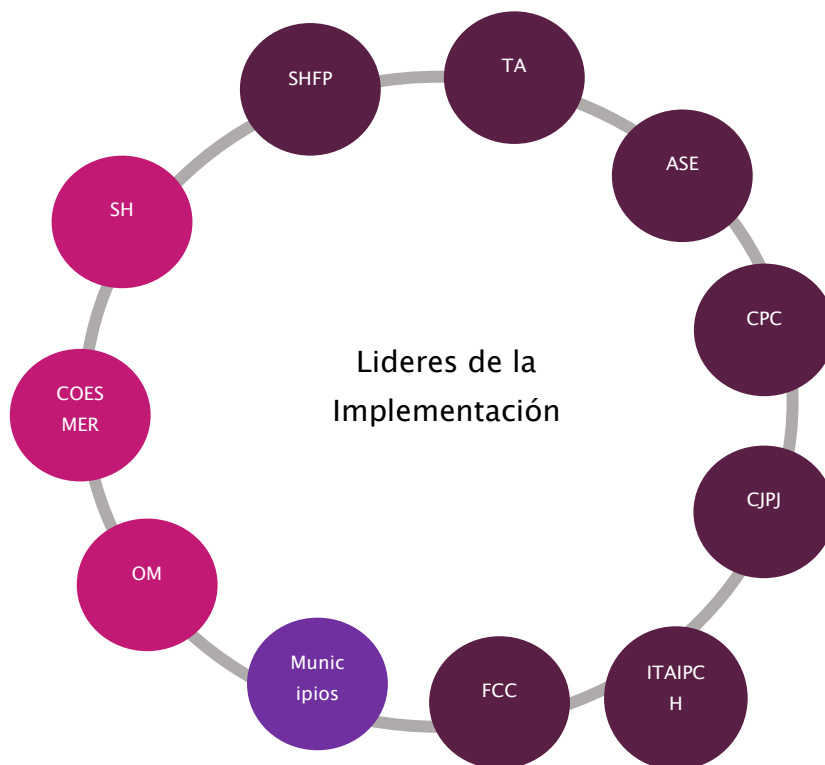 TA
SHFP
ASE
SH
CPC
Lideres de la
Implementación
COES
MER
CJPJ
OM
Munic
ipios
FCC
ITAIPC
H